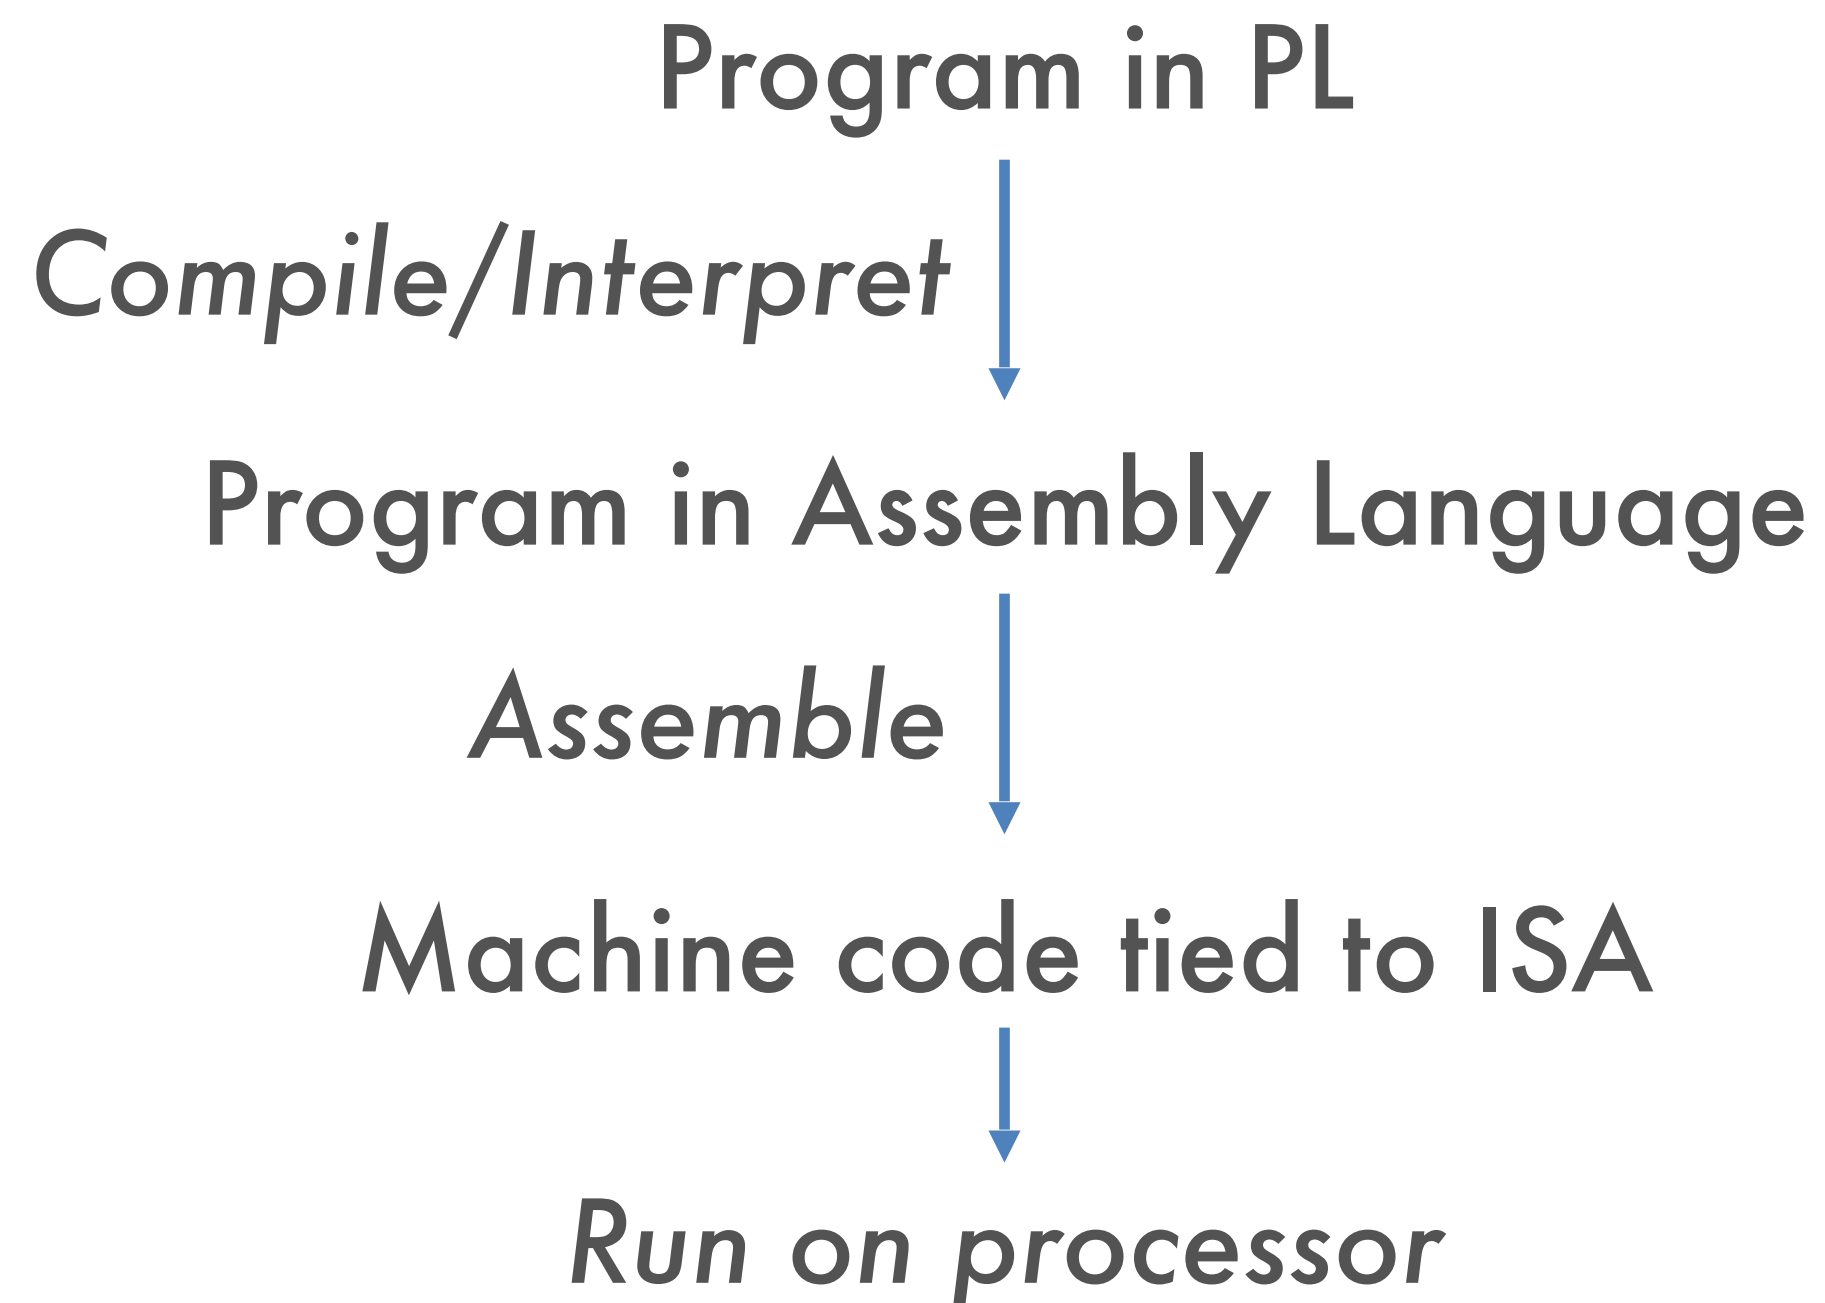 Program in PL
Compile/Interpret
Program in Assembly Language
Assemble
Machine code tied to ISA
Run on processor